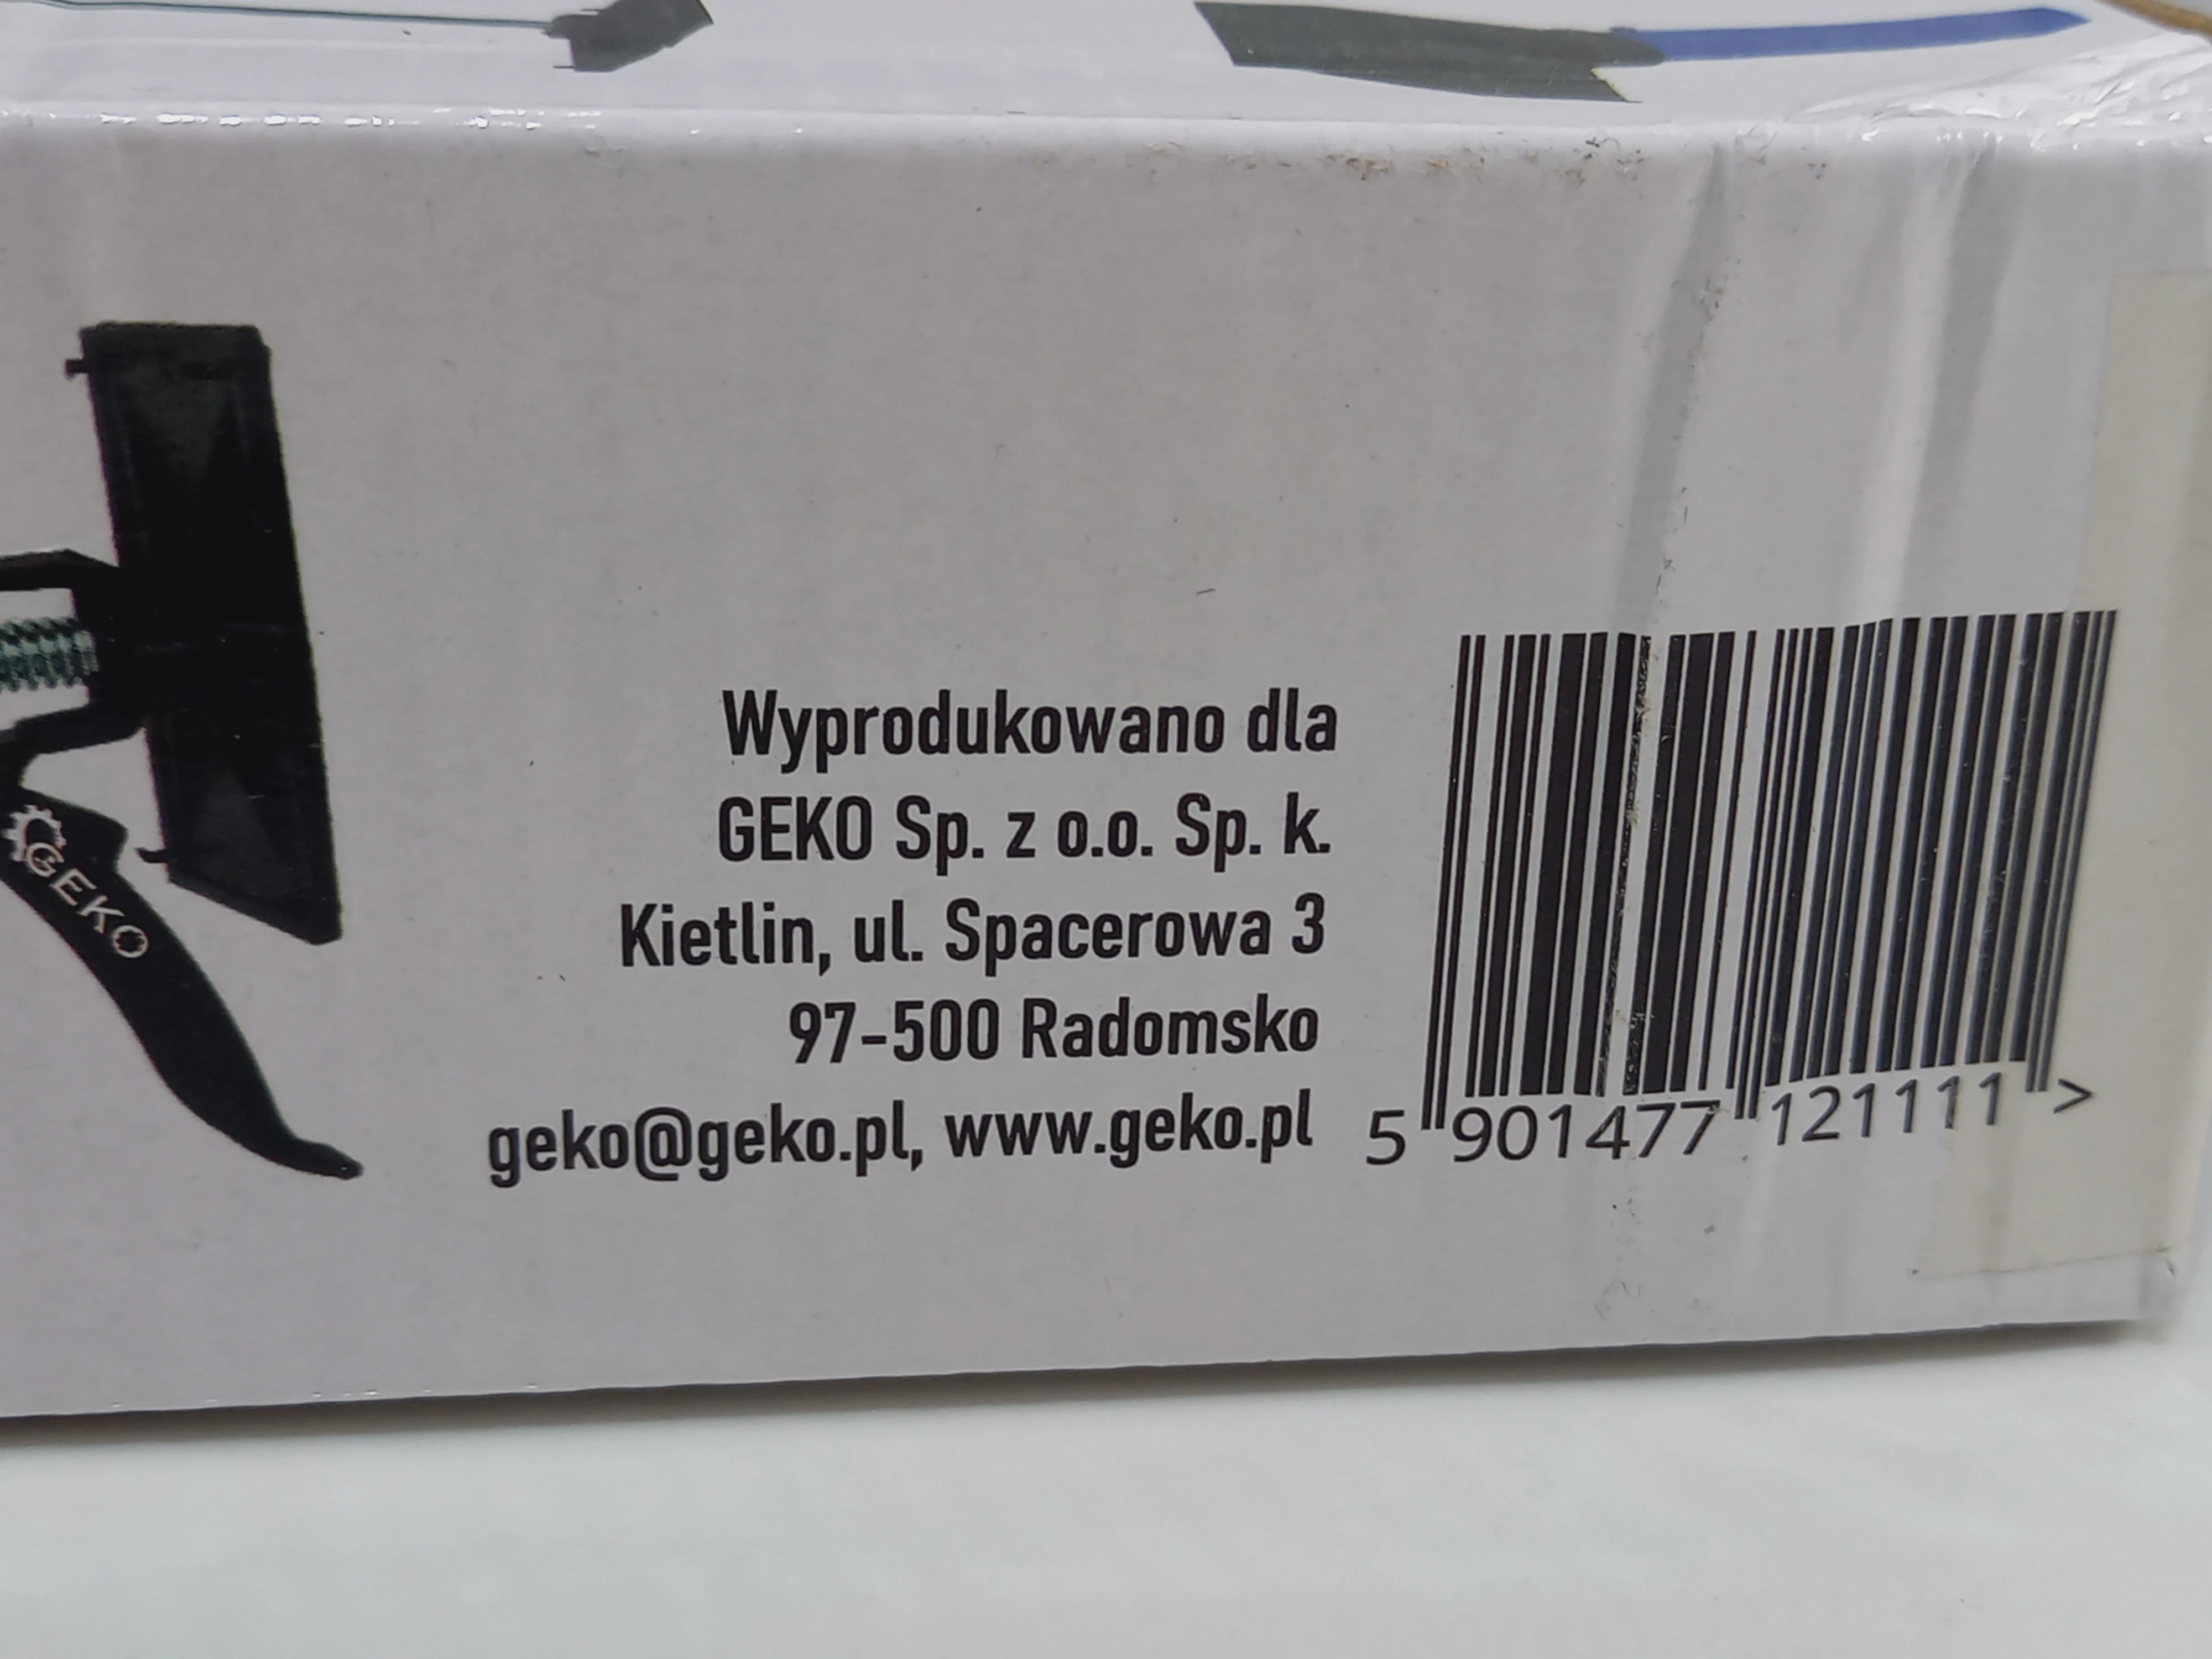 GEKO
Wyprodukowano dla
GEKO Sp. z o.o. Sp. k.
Kietlin, ul. Spacerowa 3
97-500 Radomsko
geko@geko.pl, www.geko.pl
5 901477 121111 >